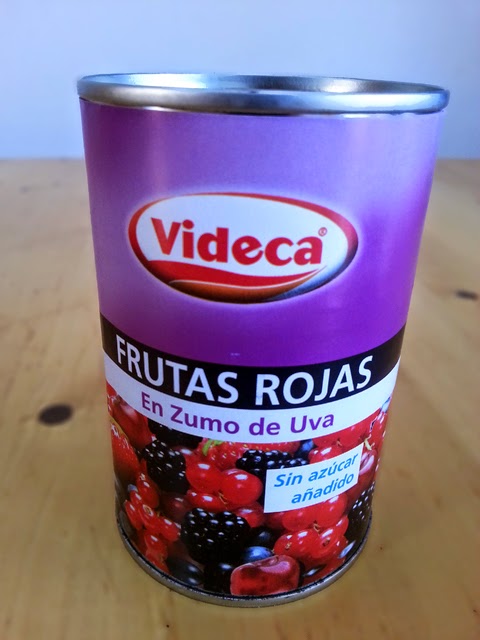 Videca®
FRUTAS ROJAS
En Zumo de Uva
Sin azúcar
añadido